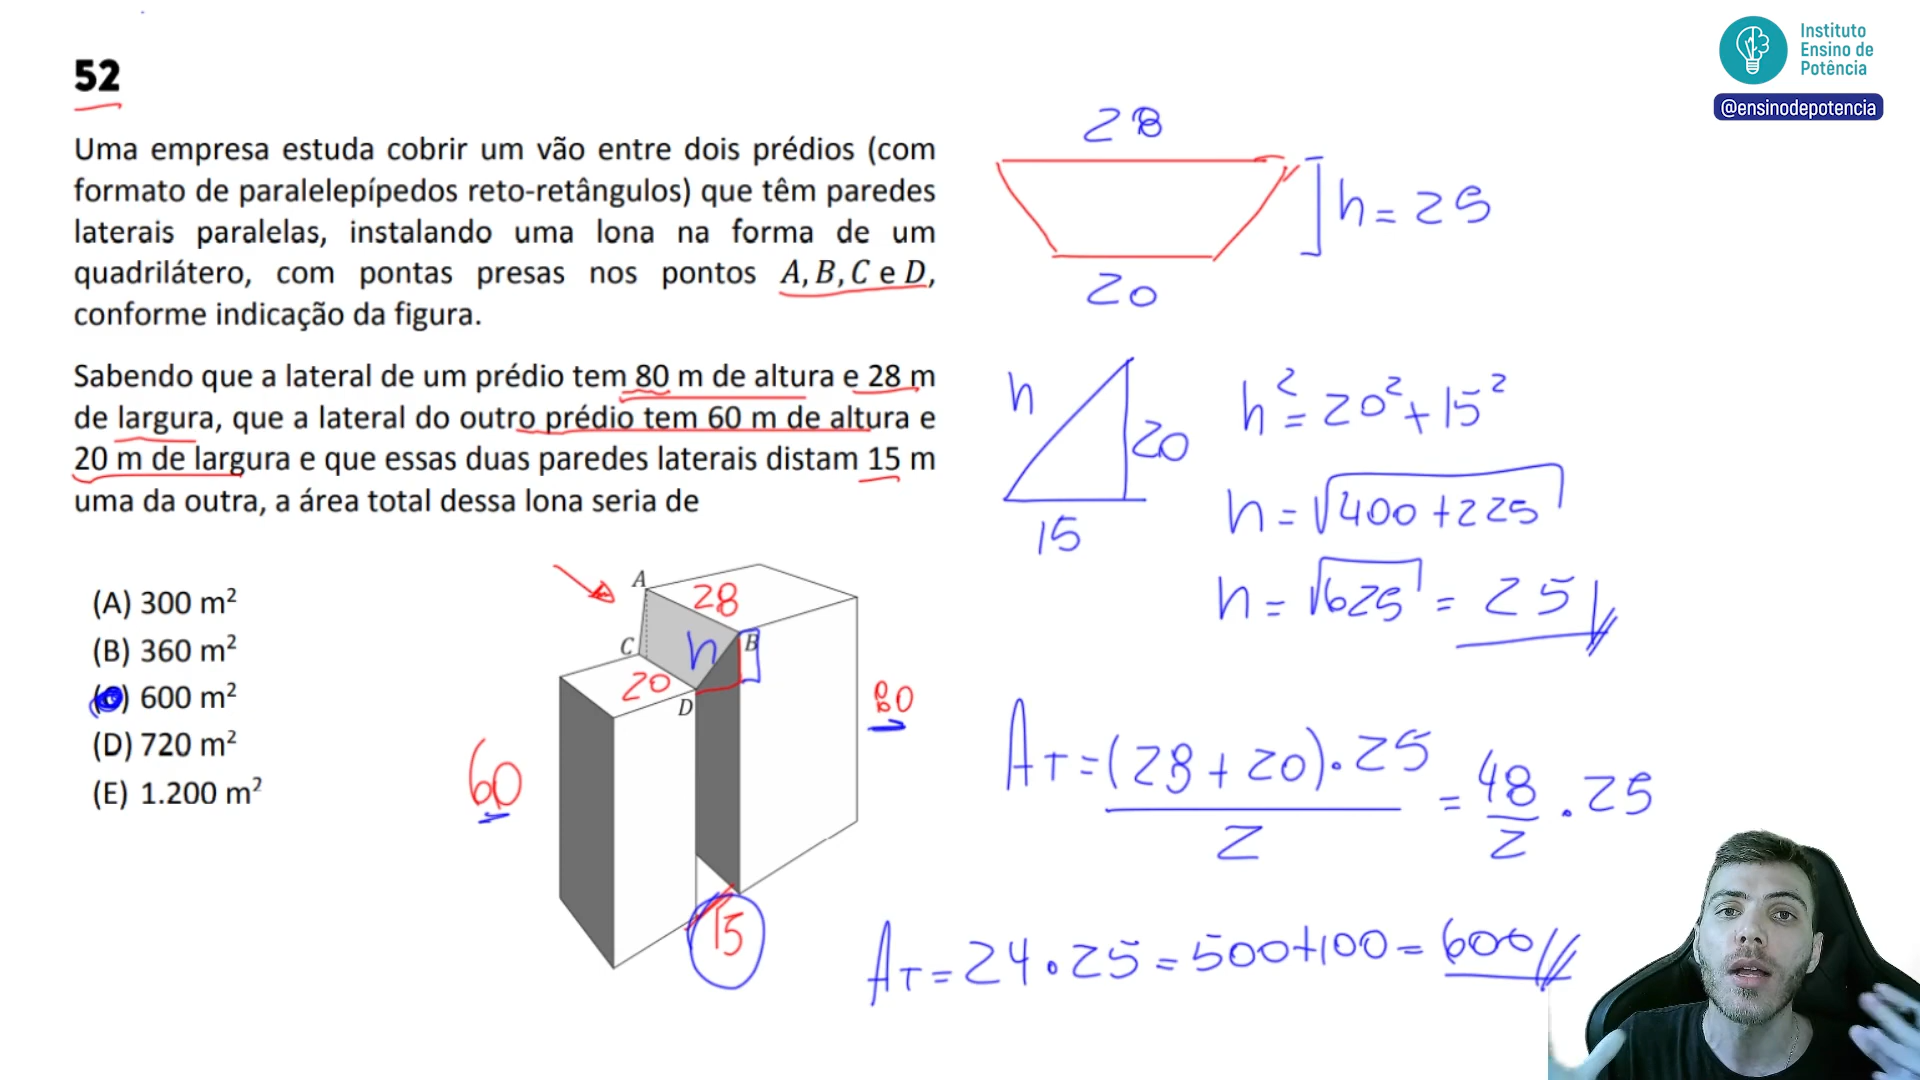 52
Uma empresa estuda cobrir um vão entre dois prédios (com
formato de paralelepípedos reto-retângulos) que têm paredes
laterais paralelas, instalando uma lona na forma de um
quadrilátero, com pontas presas nos pontos A, B, C e D,
conforme indicação da figura.
Sabendo que a lateral de um prédio tem 80 m de altura e 28 m
de largura, que a lateral do outro prédio tem 60 m de altura e
20 m de largura e que essas duas paredes laterais distam 15 m
uma da outra, a área total dessa lona seria de
(A) 300 m²
(B) 360 m²
(C) 600 m²
(D) 720 m²
(E) 1.200 m²
A
28
C
h
B
20
D
60
80
15
28
h = 25
20
h
20
15
h² = 20² + 15²
h = √400 + 225
h = √625 = 25
AT = (28 + 20) . 25 / 2 = 48 / 2 . 25
AT = 24 . 25 = 500 + 100 = 600
Instituto
Ensino de
Potência
@ensinodepotencia